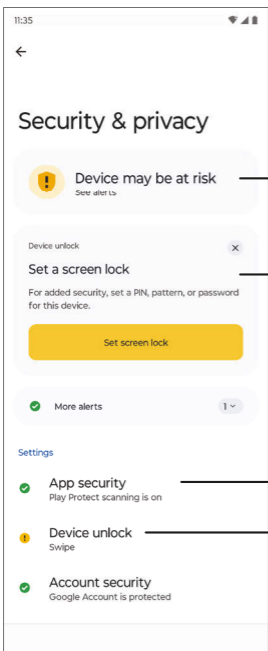 11:35
Security & privacy
Device may be at risk
See alerts
Device unlock
Set a screen lock
For added security, set a PIN, pattern, or password
for this device.
Set screen lock
More alerts
1
Settings
App security
Play Protect scanning is on
Device unlock
Swipe
Account security
Google Account is protected